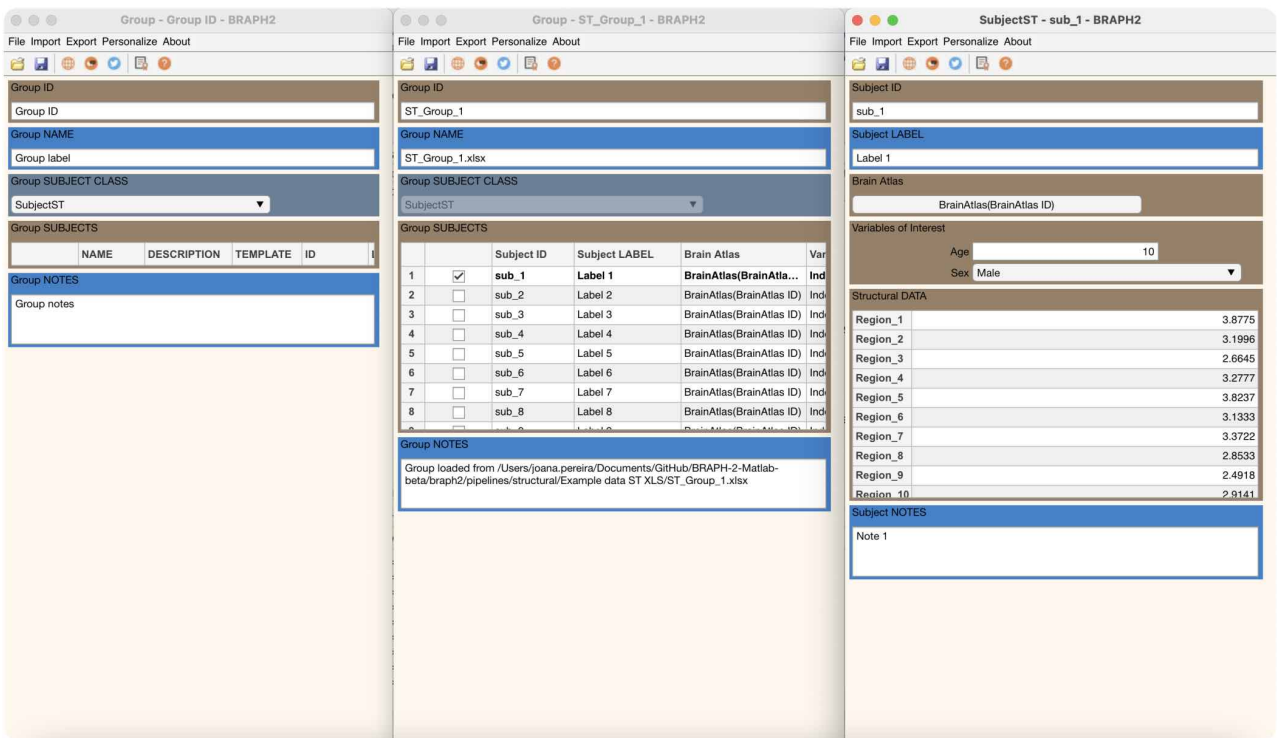 Group - Group ID - BRAPH2
File Import Export Personalize About
Group ID
Group ID
Group NAME
Group label
Group SUBJECT CLASS
SubjectST
Group SUBJECTS
NAME DESCRIPTION TEMPLATE ID
Group NOTES
Group notes
Group - ST_Group_1 - BRAPH2
File Import Export Personalize About
Group ID
ST_Group_1
Group NAME
ST_Group_1.xlsx
Group SUBJECT CLASS
SubjectST
Group SUBJECTS
Subject ID Subject LABEL Brain Atlas Var
1 sub_1 Label 1 BrainAtlas(BrainAtla... Ind
2 sub_2 Label 2 BrainAtlas(BrainAtlas ID) Ind
3 sub_3 Label 3 BrainAtlas(BrainAtlas ID) Ind
4 sub_4 Label 4 BrainAtlas(BrainAtlas ID) Ind
5 sub_5 Label 5 BrainAtlas(BrainAtlas ID) Ind
6 sub_6 Label 6 BrainAtlas(BrainAtlas ID) Ind
7 sub_7 Label 7 BrainAtlas(BrainAtlas ID) Ind
8 sub_8 Label 8 BrainAtlas(BrainAtlas ID) Ind
Group NOTES
Group loaded from /Users/joana.pereira/Documents/GitHub/BRAPH-2-Matlab-
beta/braph2/pipelines/structural/Example data ST XLS/ST_Group_1.xlsx
SubjectST - sub_1 - BRAPH2
File Import Export Personalize About
Subject ID
sub_1
Subject LABEL
Label 1
Brain Atlas
BrainAtlas(BrainAtlas ID)
Variables of Interest
Age 10
Sex Male
Structural DATA
Region_1 3.8775
Region_2 3.1996
Region_3 2.6645
Region_4 3.2777
Region_5 3.8237
Region_6 3.1333
Region_7 3.3722
Region_8 2.8533
Region_9 2.4918
Region_10 2.9141
Subject NOTES
Note 1